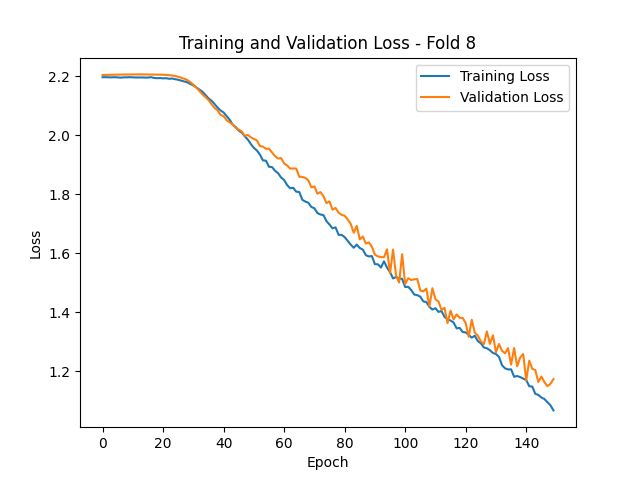 Training and Validation Loss - Fold 8
Training Loss
Validation Loss
Loss
2.2
2.0
1.8
1.6
1.4
1.2
0 20 40 60 80 100 120 140
Epoch